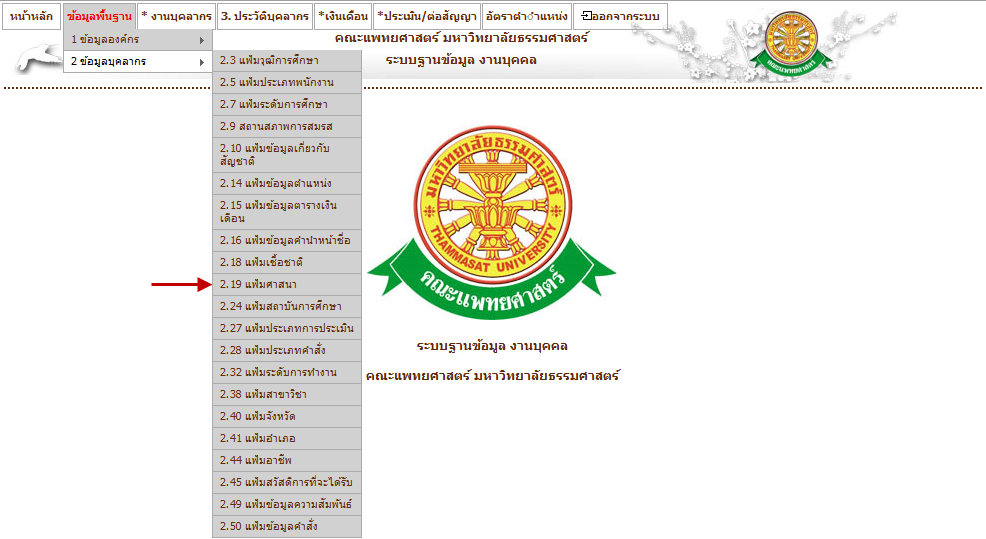 หน้าหลัก ข้อมูลพื้นฐาน * งานบุคลากร 3. ประวัติบุคลากร *เงินเดือน *ประเมิน/ต่อสัญญา อัตราตำำแหน่ง ออกจากระบบ
1 ข้อมูลองค์กร
2 ข้อมูลบุคลากร
คณะแพทยศาสตร์ มหาวิทยาลัยธรรมศาสตร์
ระบบฐานข้อมูล งานบุคคล
2.3 แฟ้มวุฒิการศึกษา
2.5 แฟ้มประเภทพนักงาน
2.7 แฟ้มระดับการศึกษา
2.9 สถานสภาพการสมรส
2.10 แฟ้มข้อมูลเกี่ยวกับ
สัญชาติ
2.14 แฟ้มข้อมูลตำแหน่ง
2.15 แฟ้มข้อมูลตารางเงิน
เดือน
2.16 แฟ้มข้อมูลคำนำหน้าชื่อ
2.18 แฟ้มเชื้อชาติ
2.19 แฟ้มศาสนา
2.24 แฟ้มสถาบันการศึกษา
2.27 แฟ้มประเภทการประเมิน
2.28 แฟ้มประเภทคำสั่ง
2.32 แฟ้มระดับการทำงาน
2.38 แฟ้มสาขาวิชา
2.40 แฟ้มจังหวัด
2.41 แฟ้มอำเภอ
2.44 แฟ้มอาชีพ
2.45 แฟ้มสวัสดิการที่จะได้รับ
2.49 แฟ้มข้อมูลความสัมพันธ์
2.50 แฟ้มข้อมูลคำสั่ง
มหาวิทยาลัยธรรมศาสตร์
THAMMASAT UNIVERSITY
คณะแพทยศาสตร์
ระบบฐานข้อมูล งานบุคคล
คณะแพทยศาสตร์ มหาวิทยาลัยธรรมศาสตร์